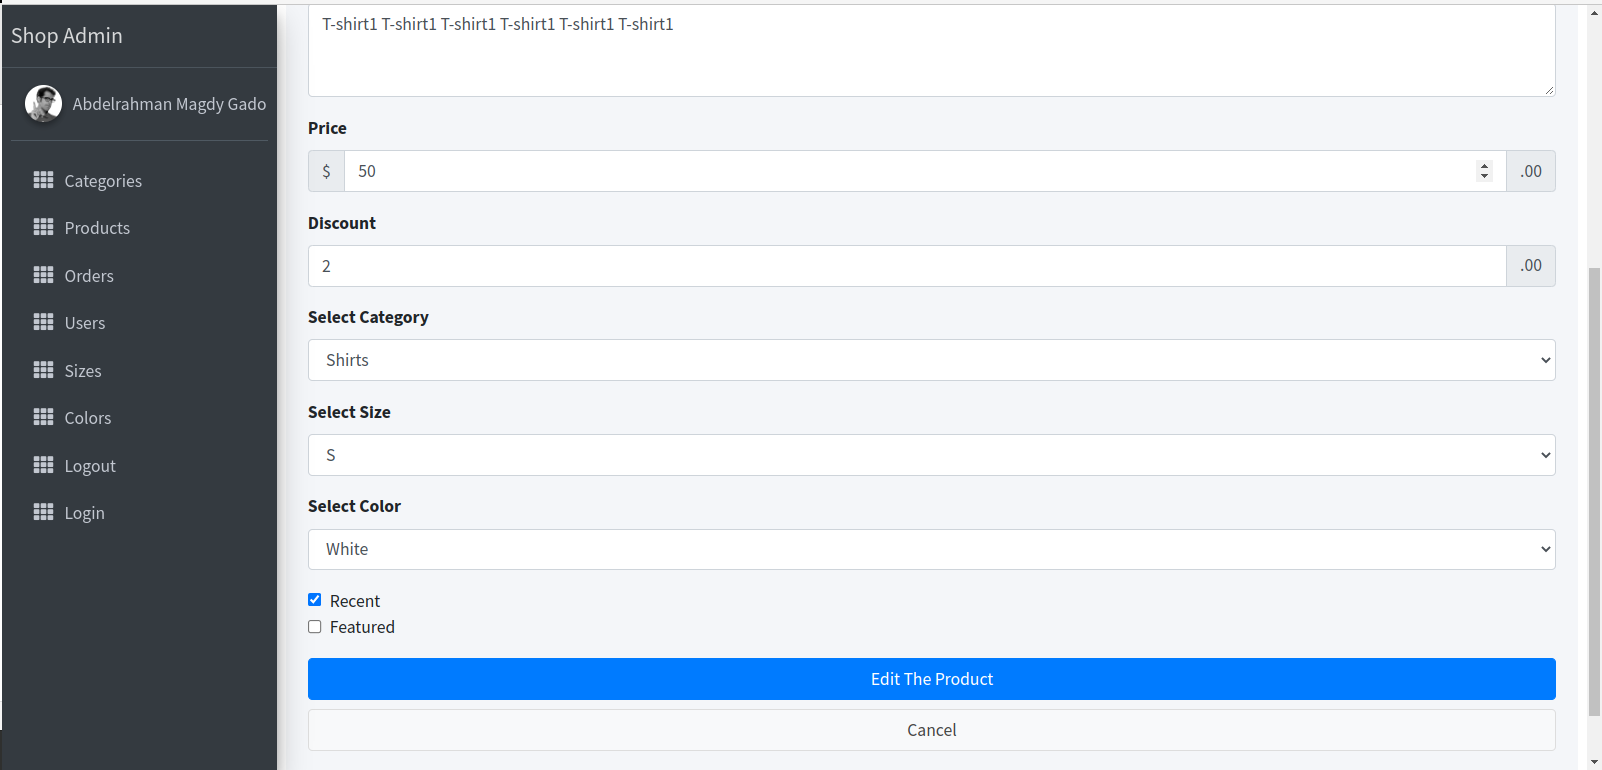 Shop Admin
Abdelrahman Magdy Gado
Categories
Products
Orders
Users
Sizes
Colors
Logout
Login
T-shirt1 T-shirt1 T-shirt1 T-shirt1 T-shirt1 T-shirt1
Price
$ 50 .00
Discount
2 .00
Select Category
Shirts
Select Size
S
Select Color
White
Recent
Featured
Edit The Product
Cancel